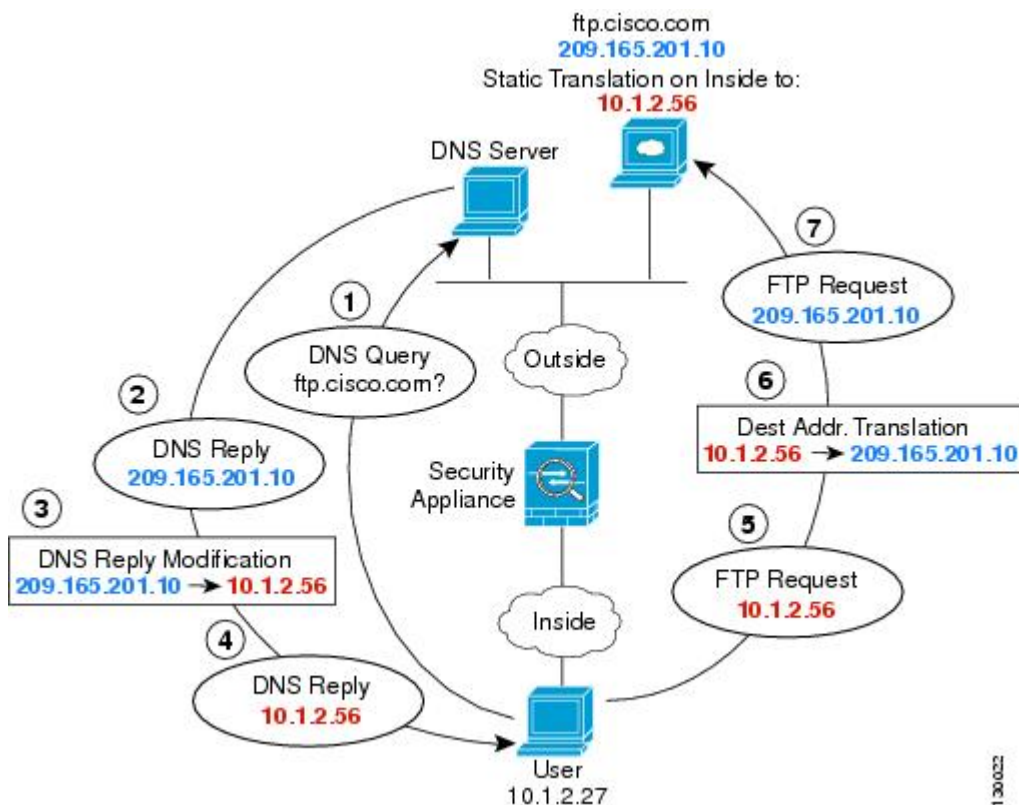 ftp.cisco.com
209.165.201.10
Static Translation on Inside to:
10.1.2.56
DNS Server
7
FTP Request
209.165.201.10
1
DNS Query
ftp.cisco.com?
Outside
2
DNS Reply
209.165.201.10
6
Dest Addr. Translation
10.1.2.56 → 209.165.201.10
Security
Appliance
3
DNS Reply Modification
209.165.201.10 → 10.1.2.56
5
FTP Request
10.1.2.56
Inside
4
DNS Reply
10.1.2.56
User
10.1.2.27
130022